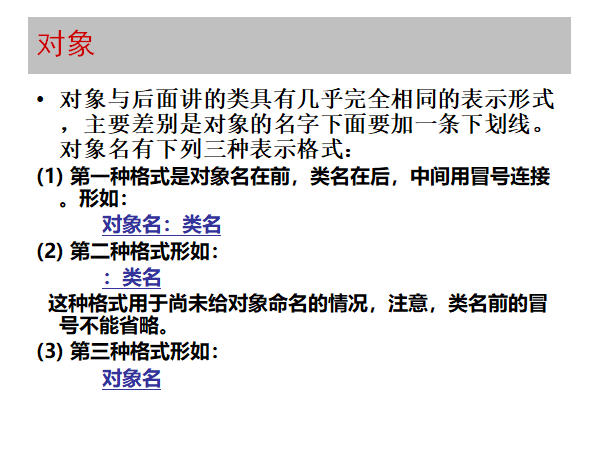 对象
• 对象与后面讲的类具有几乎完全相同的表示形式
，主要差别是对象的名字下面要加一条下划线。
对象名有下列三种表示格式：
(1) 第一种格式是对象名在前，类名在后，中间用冒号连接
。形如：
对象名：类名
(2) 第二种格式形如：
：类名
这种格式用于尚未给对象命名的情况，注意，类名前的冒
号不能省略。
(3) 第三种格式形如：
对象名